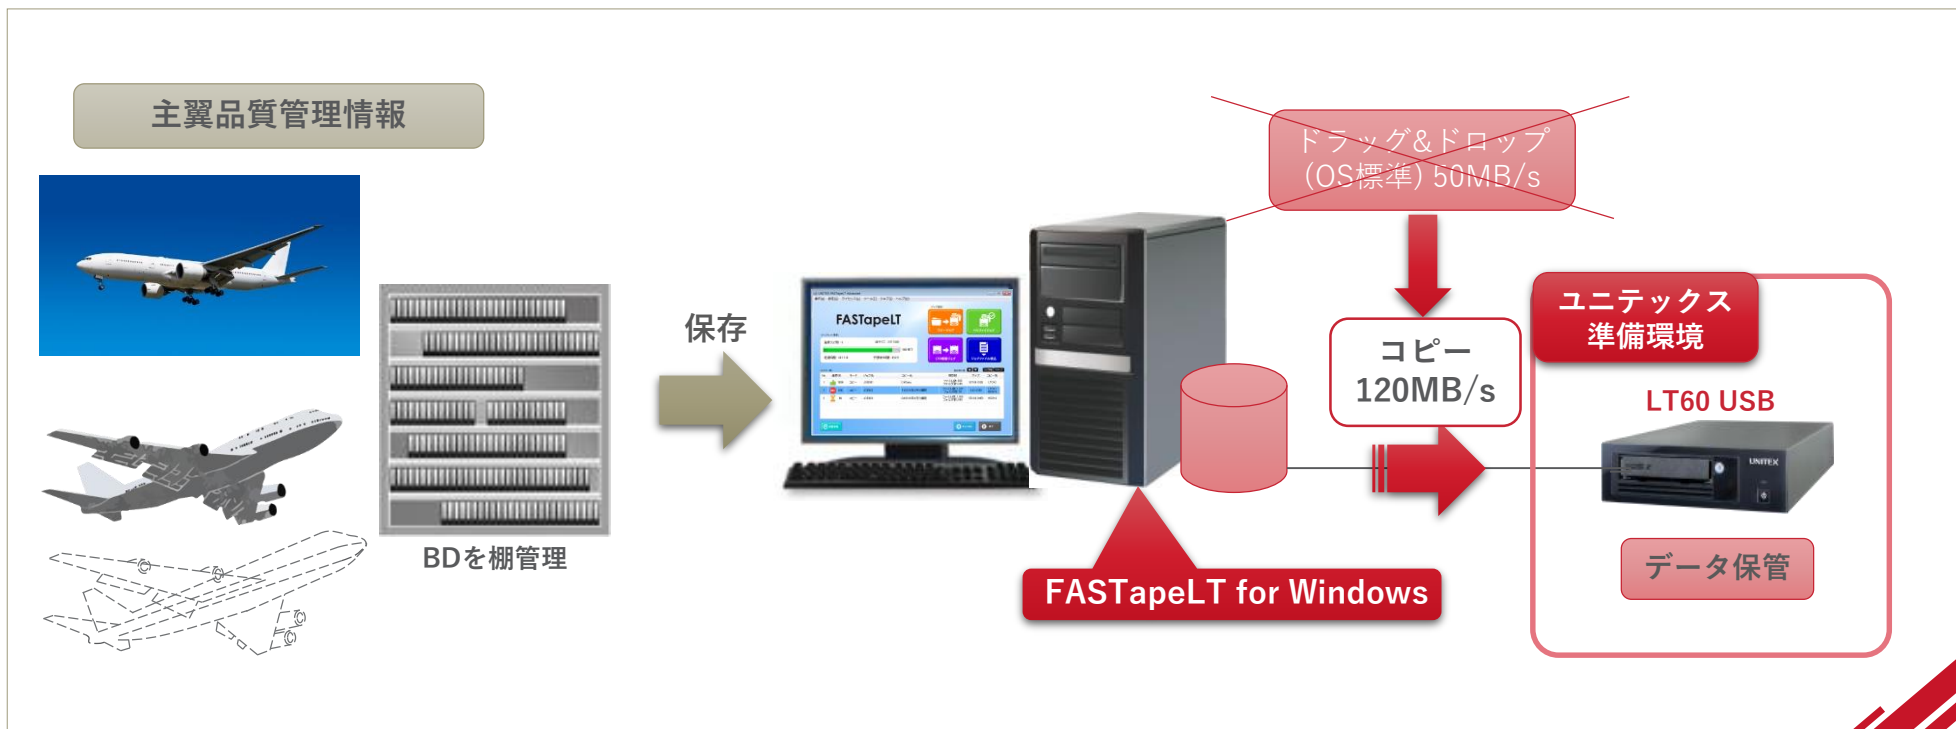 主翼品質管理情報
BDを棚管理
保存
FASTapeLT
FASTapeLT for Windows
ドラッグ&ドロップ
(OS標準) 50MB/s
コピー
120MB/s
ユニテックス
準備環境
LT60 USB
UNITEX
データ保管